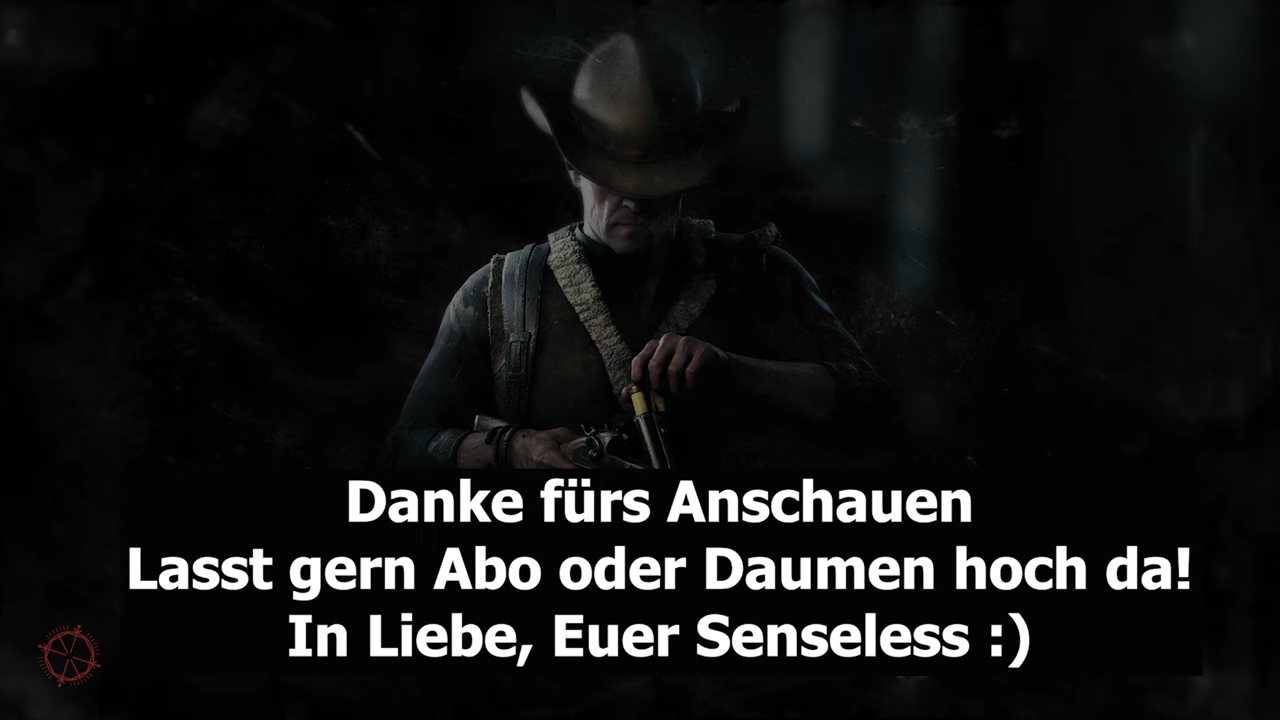 Danke fürs Anschauen
Lasst gern Abo oder Daumen hoch da!
In Liebe, Euer Senseless :)